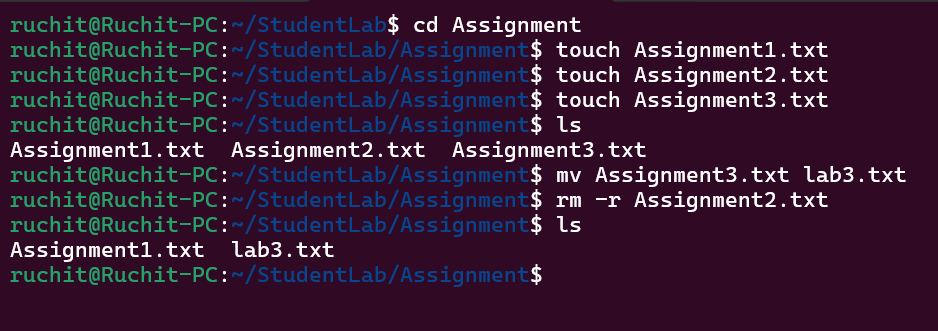 ruchit@Ruchit-PC:~/StudentLab$ cd Assignment
ruchit@Ruchit-PC:~/StudentLab/Assignment$ touch Assignment1.txt
ruchit@Ruchit-PC:~/StudentLab/Assignment$ touch Assignment2.txt
ruchit@Ruchit-PC:~/StudentLab/Assignment$ touch Assignment3.txt
ruchit@Ruchit-PC:~/StudentLab/Assignment$ ls
Assignment1.txt  Assignment2.txt  Assignment3.txt
ruchit@Ruchit-PC:~/StudentLab/Assignment$ mv Assignment3.txt lab3.txt
ruchit@Ruchit-PC:~/StudentLab/Assignment$ rm -r Assignment2.txt
ruchit@Ruchit-PC:~/StudentLab/Assignment$ ls
Assignment1.txt  lab3.txt
ruchit@Ruchit-PC:~/StudentLab/Assignment$